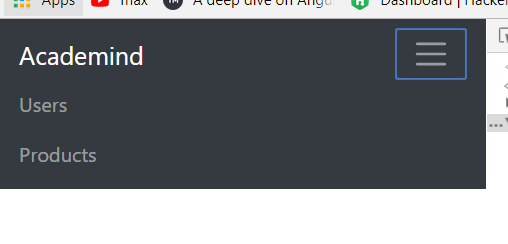 Apps max A deep dive on Angu Dashboard | Hacker
Academind
Users
Products